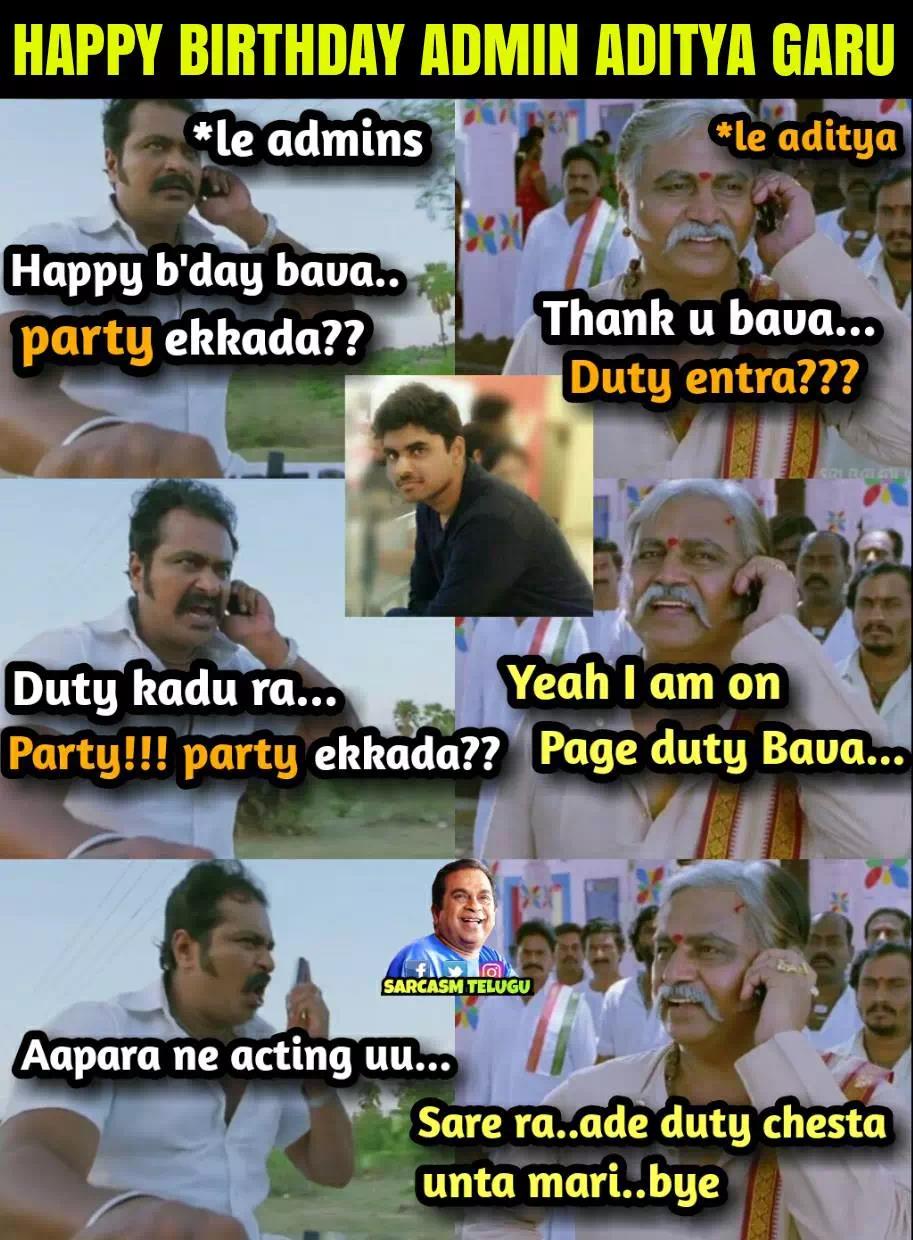 HAPPY BIRTHDAY ADMIN ADITYA GARU
*le admins
*le aditya
Happy b'day bava..
party ekkada??
Thank u bava...
Duty entra???
Duty kadu ra...
Party!!! party ekkada??
Yeah I am on
Page duty Bava...
SARCASM TELUGU
Aapara ne acting uu...
Sare ra..ade duty chesta
unta mari..bye